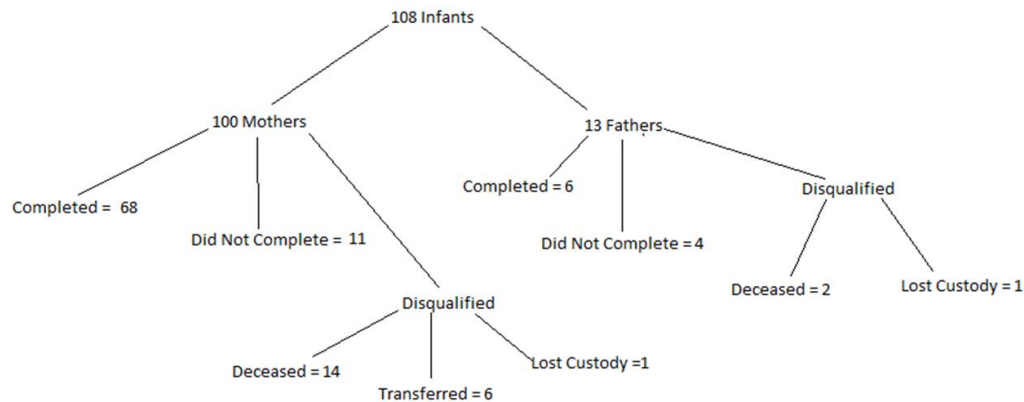 108 Infants
100 Mothers
13 Fathers
Completed = 68
Did Not Complete = 11
Disqualified
Deceased = 14
Transferred = 6
Lost Custody =1
Completed = 6
Did Not Complete = 4
Disqualified
Deceased = 2
Lost Custody = 1